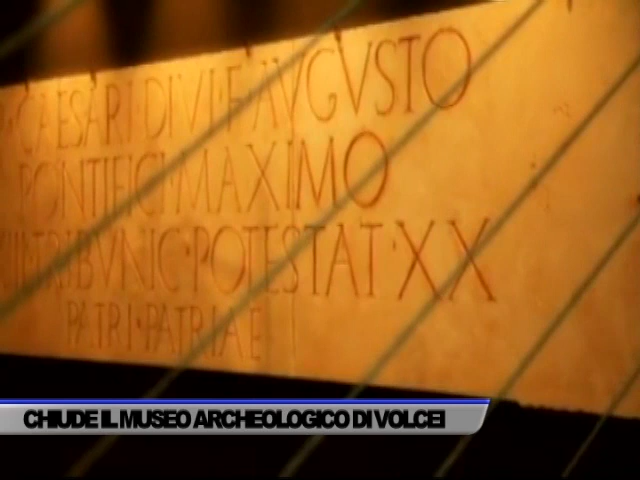 CAESARI DIVI·F·AVGVSTO
PONTIFICI·MAXIMO
TRIBVNIC·POTESTAT·XX
PATRI·PATRIAE
CHIUDE IL MUSEO ARCHEOLOGICO DI VOLCEI